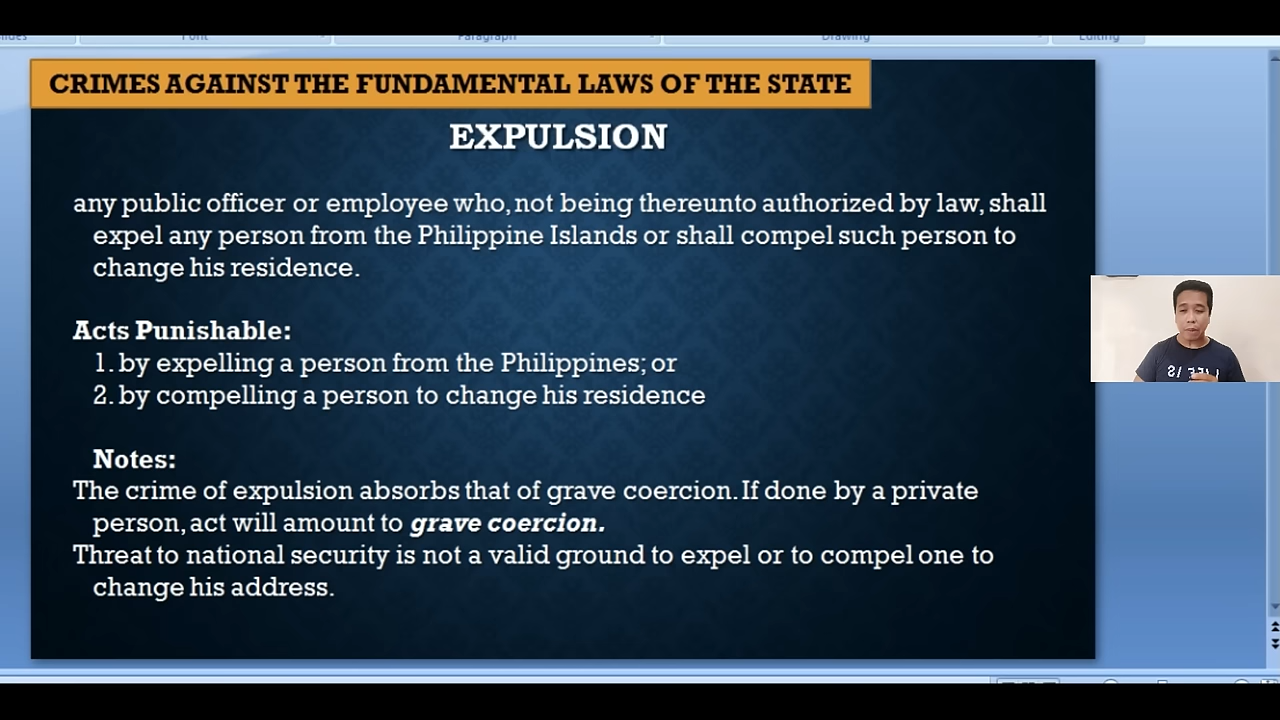 Font
Paragraph
Drawing
Editing
CRIMES AGAINST THE FUNDAMENTAL LAWS OF THE STATE
EXPULSION
any public officer or employee who, not being thereunto authorized by law, shall
expel any person from the Philippine Islands or shall compel such person to
change his residence.
Acts Punishable:
1. by expelling a person from the Philippines; or
2. by compelling a person to change his residence
Notes:
The crime of expulsion absorbs that of grave coercion. If done by a private
person, act will amount to grave coercion.
Threat to national security is not a valid ground to expel or to compel one to
change his address.